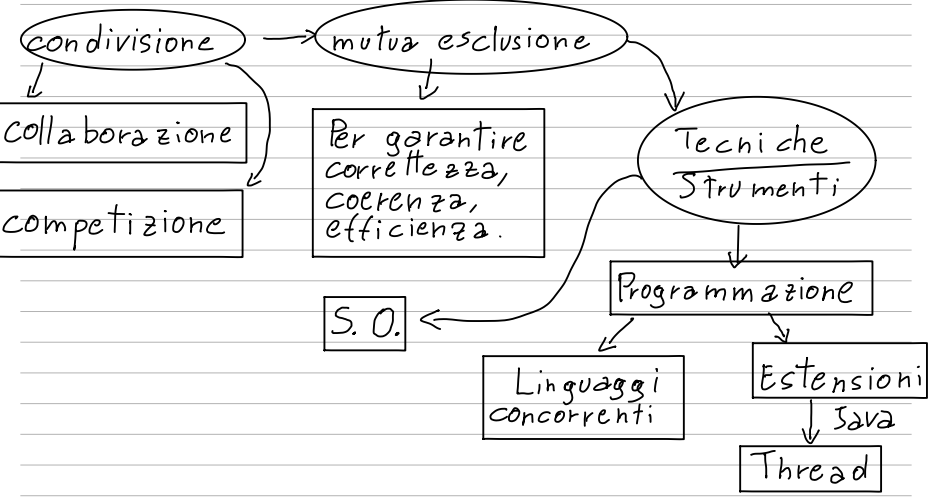 condivisione
mutua esclusione
collaborazione
competizione
Per garantire
correttezza,
coerenza,
efficienza.
Tecniche
Strumenti
S. O.
Programmazione
Linguaggi
concorrenti
Estensioni
Java
Thread